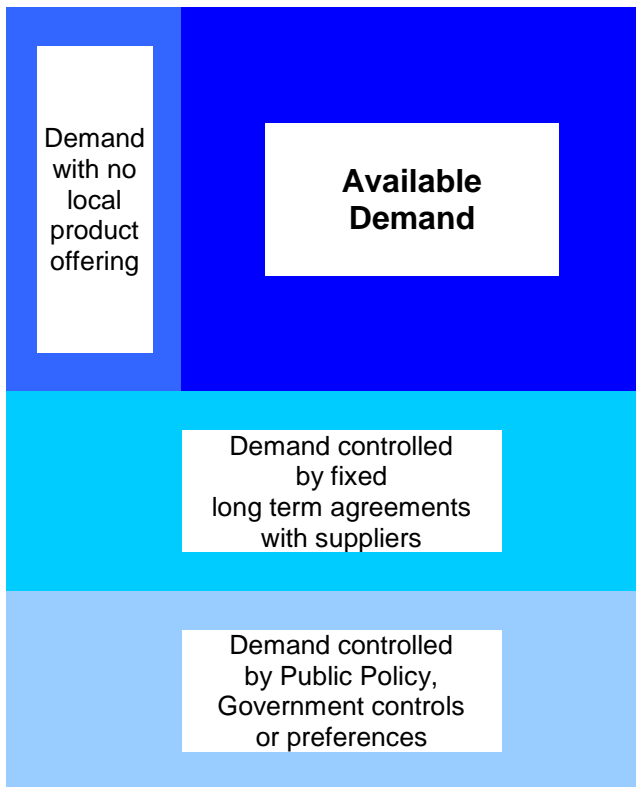 Demand
with no
local
product
offering
Available
Demand
Demand controlled
by fixed
long term agreements
with suppliers
Demand controlled
by Public Policy,
Government controls
or preferences